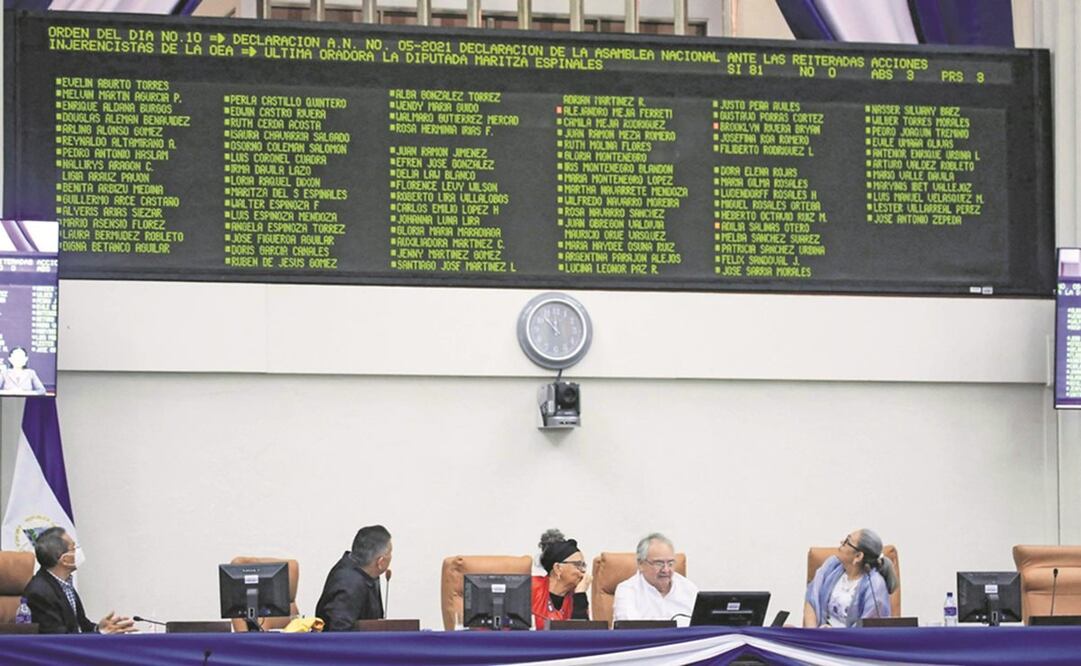 ORDEN DEL DIA NO.10 => DECLARACION A.N. NO. 05-2021 DECLARACION DE LA ASAMBLEA NACIONAL ANTE LAS REITERADAS ACCIONES
INJERENCISTAS DE LA OEA => ULTIMA ORADORA LA DIPUTADA MARITZA ESPINALES SI 81 NO 0 ABS 3 PRS 3
EVELIN ABURTO TORRES
MELVIN MARTIN AGURCIA P.
ENRIQUE ALDANA BURGOS
DOUGLAS ALEMAN BENAVIDEZ
ARLING ALONSO GOMEZ
REYNALDO ALTAMIRANO A.
PEDRO ANTONIO HASLAM
WALLIRYS ARAGON C.
LIGIA ARAUZ PAVON
BENITA ARBIZU MEDINA
GUILLERMO ARCE CASTAÑO
ALYERIS ARIAS SIEZAR
MARIO ASENSIO FLOREZ
LAURA BERMUDEZ ROBLETO
DIGNA BETANCO AGUILAR
PERLA CASTILLO QUINTERO
EDWIN CASTRO RIVERA
RUTH CERDA ACOSTA
ISAURA CHAVARRIA SALGADO
OSORNO COLEMAN SALOMON
LUIS CORONEL CUADRA
IRMA DAVILA LAZO
LORIA RAQUEL DIXON
MARITZA DEL S ESPINALES
WALTER ESPINOZA F
LUIS ESPINOZA MENDOZA
ANGELA ESPINOZA TORREZ
JOSE FIGUEROA AGUILAR
DORIS GARCIA CANALES
RUBEN DE JESUS GOMEZ
ALBA GONZALEZ TORREZ
WENDY MARIA GUIDO
WALMARO GUTIERREZ MERCAD
ROSA HERMINIA IRIAS F.
JUAN RAMON JIMENEZ
EFREN JOSE GONZALEZ
DELIA LAU BLANCO
FLORENCE LEVY WILSON
ROBERTO LIRA VILLALOBOS
CARLOS EMILIO LOPEZ H
JOHANNA LUNA LIRA
GLORIA MARIA MARADIAGA
AUXILIADORA MARTINEZ C.
JENNY MARTINEZ GOMEZ
SANTIAGO JOSE MARTINEZ L
ADRIAN MARTINEZ R.
ALEJANDRO MEJIA FERRETI
CAMILA MEJIA RODRIGUEZ
JUAN RAMON MEZA ROMERO
RUTH MOLINA FLORES
GLORIA MONTENEGRO
IRIS MONTENEGRO BLANDON
MARIA MONTENEGRO LOPEZ
MARTHA NAVARRETE MENDOZA
WILFREDO NAVARRO MOREIRA
ROSA NAVARRO SANCHEZ
JUAN OBREGON VALDIVIA
MAURICIO ORUE VASQUEZ
MARIA HAYDEE OSUNA RUIZ
ARGENTINA PARAJON ALEJOS
LUCINA LEONOR PAZ R.
JUSTO PEÑA AVILES
GUSTAVO PORRAS CORTEZ
BROOKLYN RIVERA BRYAN
JOSEFINA ROA ROMERO
FILIBERTO RODRIGUEZ L.
DORA ELENA ROJAS
MARIA GILMA ROSALES
LUDENDORFF ROSALES H
MIGUEL ROSALES ORTEGA
HEBERTO OCTAVIO RUIZ M.
ADILIA SALINAS OTERO
MELBA SANCHEZ SUAREZ
PATRICIA SANCHEZ URBINA
FELIX SANDOVAL J.
JOSE SARRIA MORALES
NASSER SILWANY BAEZ
WILBER TORREZ MORALES
PEDRO JOAQUIN TREMINIO
EVILE UMAÑA OLIVAS
ANTENOR ENRIQUE URBINA L
ARTURO VALDEZ ROBLETO
MARIO VALLE DAVILA
MARYINIS IBET VALLEJOZ
LUIS MANUEL VELASQUEZ M.
LESTER VILLARREAL PEREZ
JOSE ANTONIO ZEPEDA